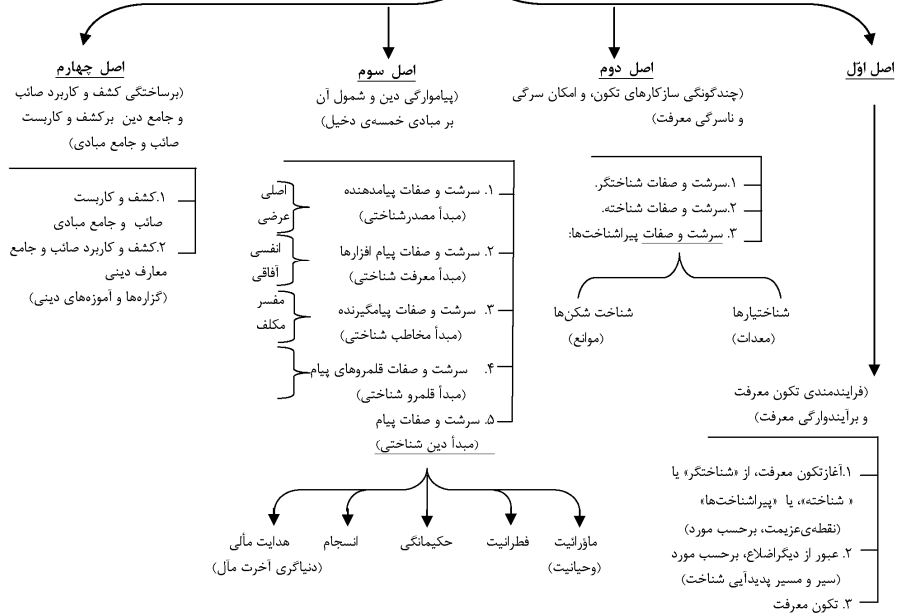 اصل اوّل
(فرایندمندی تکون معرفت
و برآیندوارگی معرفت)
۱.آغازتکون معرفت، از «شناختگر» یا
« شناخته»، یا «پیراشناخت‌ها»
(نقطه‌ی‌عزیمت، برحسب مورد)
۲. عبور از دیگراضلاع، برحسب مورد
(سیر و مسیر پدیدآیی شناخت)
۳. تکون معرفت
اصل دوم
(چندگونگی سازکارهای تکون، و امکان سرگی
و ناسرگی معرفت)
۱.سرشت و صفات شناختگر.
۲.سرشت و صفات شناخته.
۳. سرشت و صفات پیراشناخت‌ها:
شناختیارها
(معدات)
شناخت شکن‌ها
(موانع)
اصل سوم
(پیاموارگی دین و شمول آن
بر مبادی خمسه‌ی دخیل)
۱. سرشت و صفات پیامدهنده
(مبدأ مصدرشناختی)
اصلی
عرضی
۲. سرشت و صفات پیام افزارها
(مبدأ معرفت شناختی)
انفسی
آفاقی
۳. سرشت و صفات پیامگیرنده
(مبدأ مخاطب شناختی)
مفسر
مکلف
۴. سرشت و صفات قلمروهای پیام
(مبدأ قلمرو شناختی)
۵. سرشت و صفات پیام
(مبدأ دین شناختی)
ماورائیت
(وحیانیت)
فطرانیت
حکیمانگی
انسجام
هدایت مآلی
(دنیاگری آخرت مآل)
اصل چهارم
(برساختگی کشف و کاربرد صائب
و جامع دین برکشف و کاربست
صائب و جامع مبادی)
۱.کشف و کاربست
صائب و جامع مبادی
۲.کشف و کاربرد صائب و جامع
معارف دینی
(گزاره‌ها و آموزه‌های دینی)